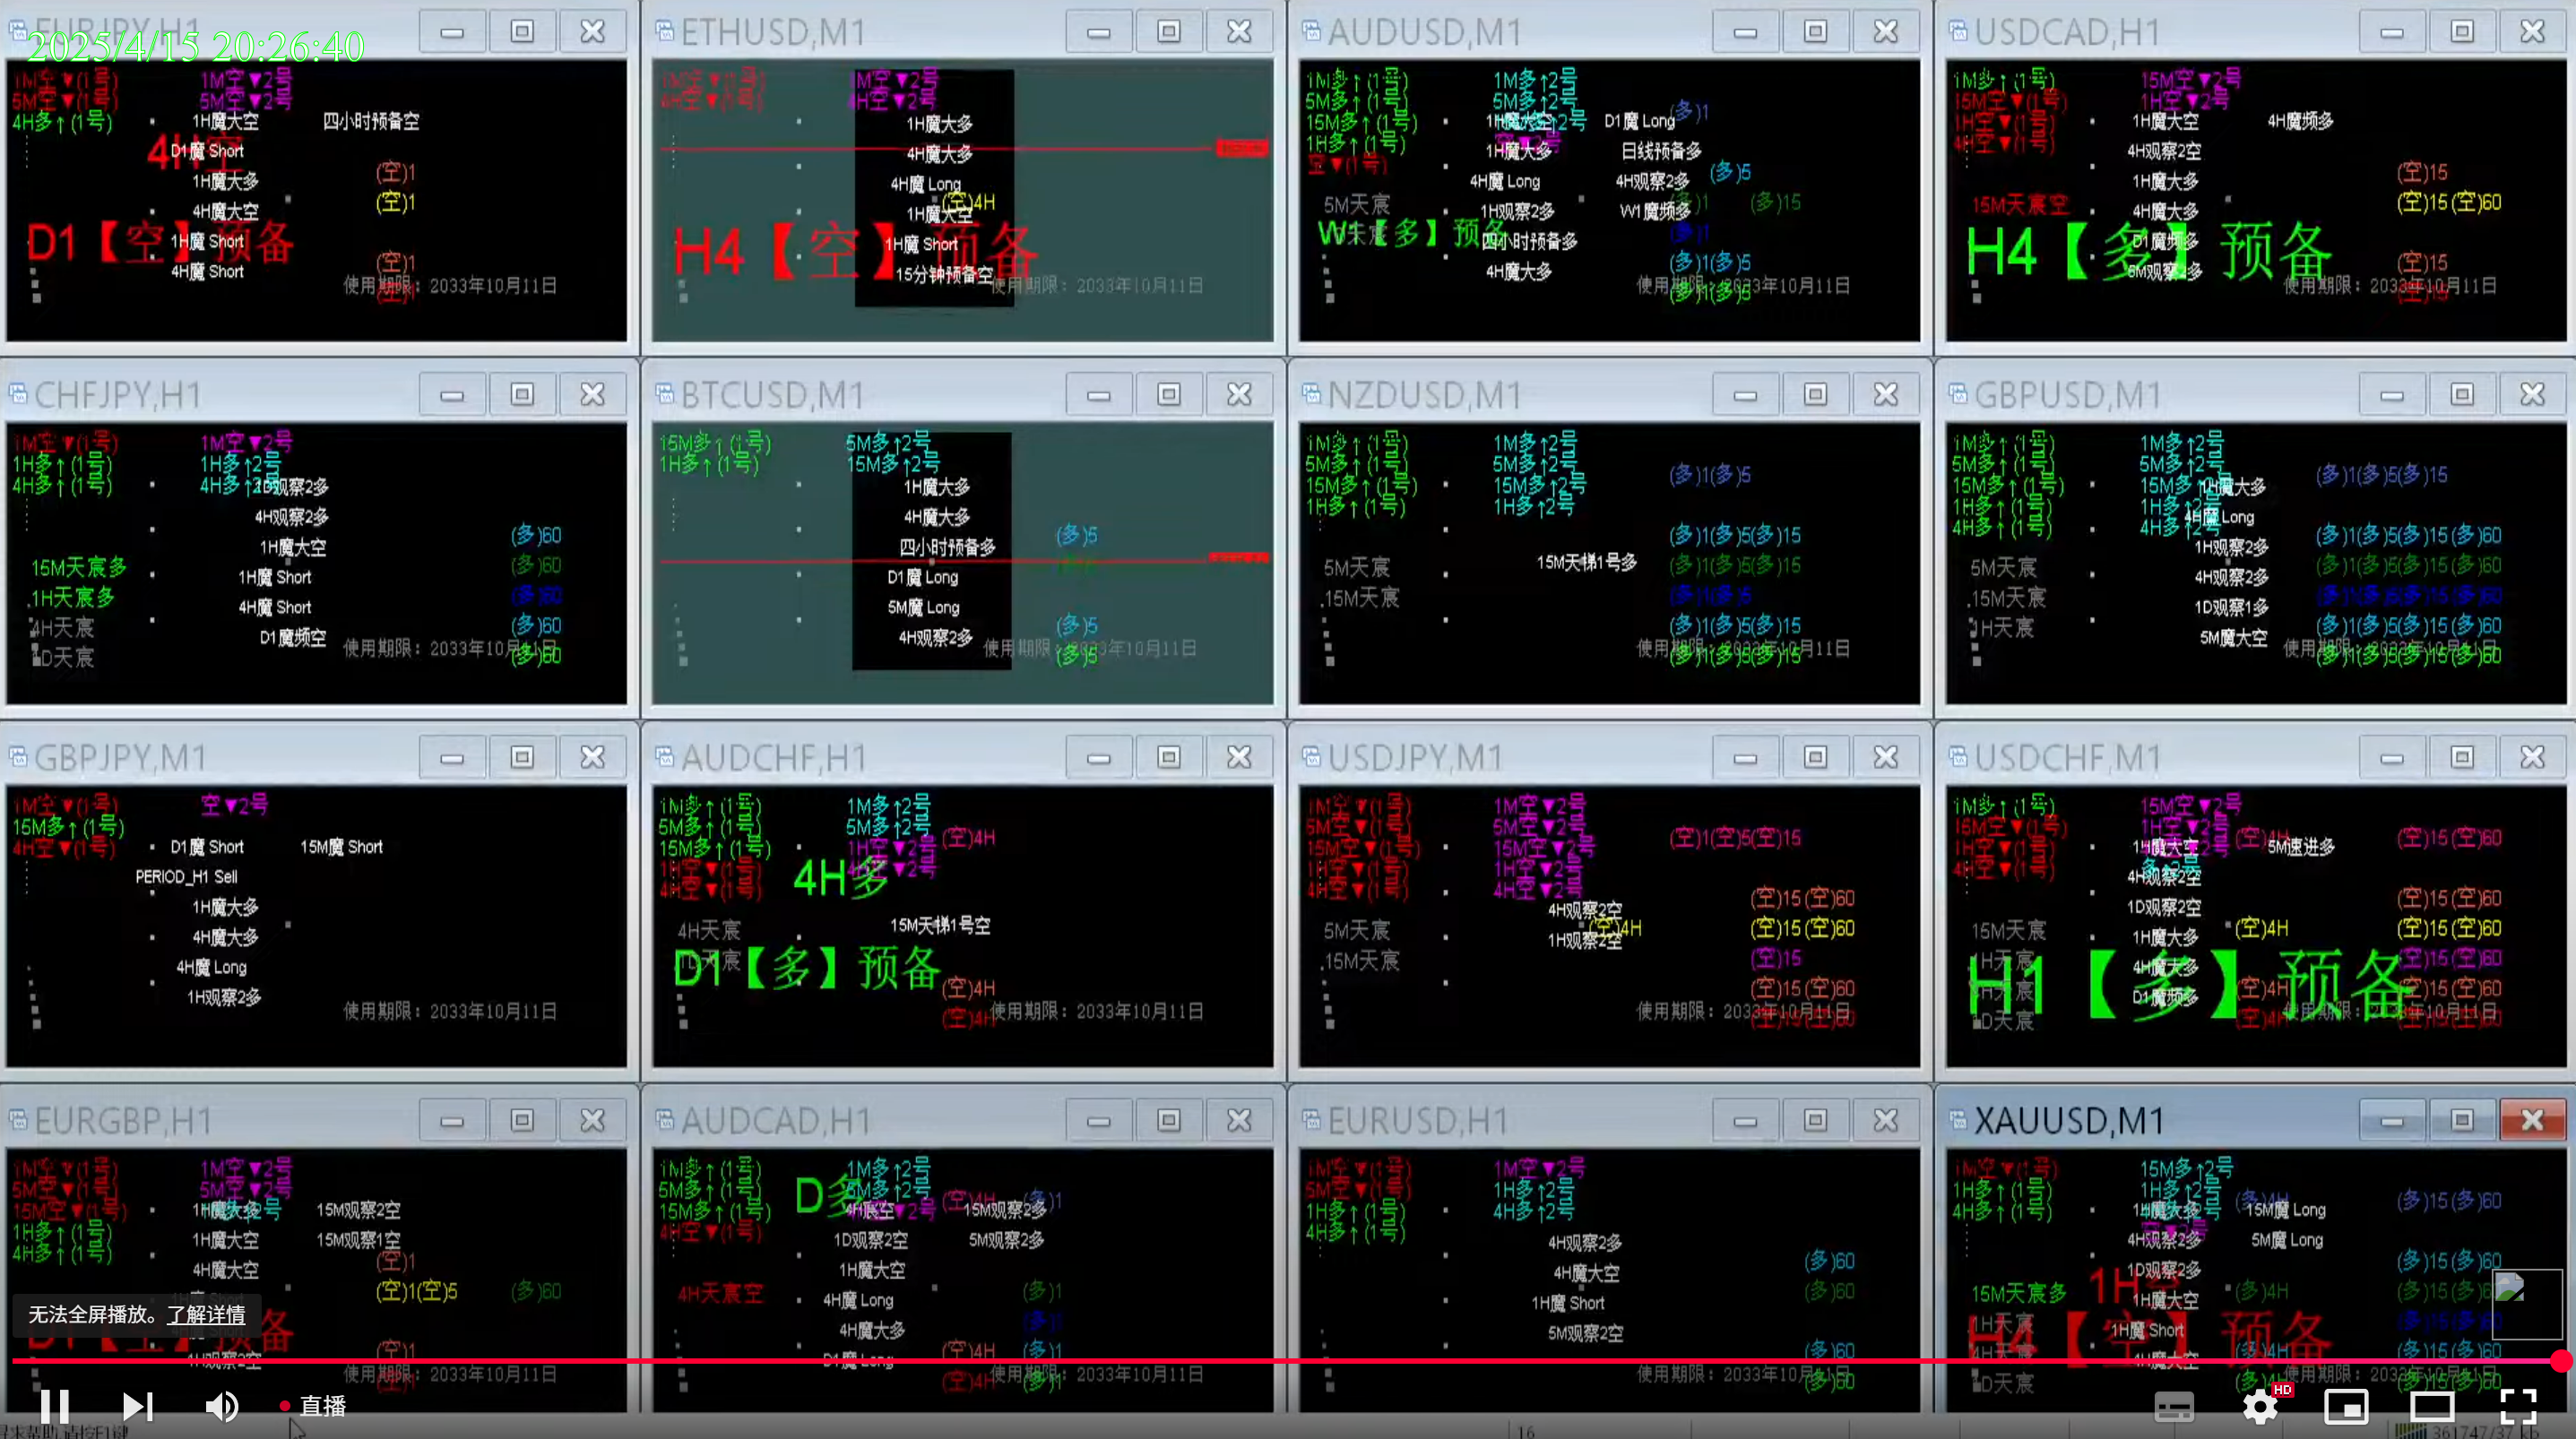 EURJPY,H1
2025/4/15 20:26:40
1M空▼(1号)
5M空▼(1号)
4H多↑(1号)
1M空▼2号
5M空▼2号
1H魔大空
四小时预备空
4H空
D1魔 Short
1H魔大多
4H魔大空
1H魔 Short
4H魔 Short
(空)1
(空)1
(空)1
D1【空】预备
使用期限：2033年10月11日
ETHUSD,M1
1M空▼2号
4H空▼2号
1H魔大多
4H魔大多
4H魔 Long
(空)4H
1H魔大空
1H魔 Short
15分钟预备空
H4【空】预备
使用期限：2033年10月11日
AUDUSD,M1
1M多↑(1号)
5M多↑(1号)
15M多↑(1号)
1H多↑(1号)
空▼(1号)
1M多↑2号
5M多↑2号
D1魔 Long
(多)1
1H魔大多
日线预备多
4H魔 Long
4H观察2多
(多)5
1H观察2多
W1魔频多
(多)15
5M天宸
W1【多】预备
四小时预备多
4H魔大多
(多)1(多)5
(多)1(多)5
使用期限：2033年10月11日
USDCAD,H1
1M多↑(1号)
15M空▼(1号)
1H空▼(1号)
4H空▼(1号)
15M空▼2号
1H空▼2号
1H魔大空
4H魔频多
4H观察2空
1H魔大多
4H魔大多
D1魔频多
5M观察2多
(空)15
(空)15(空)60
(空)15
15M天宸空
H4【多】预备
使用期限：2033年10月11日
CHFJPY,H1
1M空▼(1号)
1H多↑(1号)
4H多↑(1号)
1M空▼2号
1H多↑2号
4H多↑2号
1D观察2多
4H观察2多
1H魔大空
1H魔 Short
4H魔 Short
D1魔频空
15M天宸多
1H天宸多
4H天宸
1D天宸
(多)60
(多)60
(多)60
(多)60
(多)60
使用期限：2033年10月11日
BTCUSD,M1
15M多↑(1号)
1H多↑(1号)
5M多↑2号
15M多↑2号
1H魔大多
4H魔大多
四小时预备多
D1魔 Long
5M魔 Long
4H观察2多
(多)5
(多)5
(多)5
使用期限：2033年10月11日
NZDUSD,M1
1M多↑(1号)
5M多↑(1号)
15M多↑(1号)
1H多↑(1号)
1M多↑2号
5M多↑2号
15M多↑2号
1H多↑2号
(多)1(多)5
(多)1(多)5(多)15
15M天梯1号多
(多)1(多)5(多)15
(多)1(多)5
(多)1(多)5(多)15
(多)1(多)5(多)15
5M天宸
15M天宸
使用期限：2033年10月11日
GBPUSD,M1
1M多↑(1号)
5M多↑(1号)
15M多↑(1号)
1H多↑(1号)
4H多↑(1号)
1M多↑2号
5M多↑2号
15M多↑2号
1H多↑2号
4H多↑2号
1H魔大多
4H魔 Long
1H观察2多
4H观察2多
1D观察1多
5M魔大空
(多)1(多)5(多)15
(多)1(多)5(多)15(多)60
(多)1(多)5(多)15(多)60
(多)1(多)5(多)15(多)60
(多)1(多)5(多)15(多)60
(多)1(多)5(多)15(多)60
5M天宸
15M天宸
1H天宸
使用期限：2033年10月11日
GBPJPY,M1
1M空▼(1号)
15M多↑(1号)
4H空▼(1号)
空▼2号
D1魔 Short
15M魔 Short
PERIOD_H1 Sell
1H魔大多
4H魔大多
4H魔 Long
1H观察2多
使用期限：2033年10月11日
AUDCHF,H1
1M多↑(1号)
5M多↑(1号)
15M多↑(1号)
1H空▼(1号)
4H空▼(1号)
1M多↑2号
5M多↑2号
1H空▼2号
4H空▼2号
(空)4H
4H多
15M天梯1号空
4H天宸
1D天宸
D1【多】预备
(空)4H
(空)4H
使用期限：2033年10月11日
USDJPY,M1
1M空▼(1号)
5M空▼(1号)
15M空▼(1号)
1H空▼(1号)
4H空▼(1号)
1M空▼2号
5M空▼2号
15M空▼2号
1H空▼2号
4H空▼2号
(空)1(空)5(空)15
4H观察2空
(空)4H
1H观察2空
(空)15(空)60
(空)15(空)60
(空)15
(空)15(空)60
(空)15(空)60
5M天宸
15M天宸
使用期限：2033年10月11日
USDCHF,M1
1M多↑(1号)
15M空▼(1号)
1H空▼(1号)
4H空▼(1号)
15M空▼2号
1H空▼2号
1H魔大空
(空)4H
5M速进多
(空)15(空)60
4H观察2空
1D观察2空
1H魔大多
4H魔大多
D1魔频多
(空)4H
(空)15(空)60
(空)15(空)60
(空)15(空)60
(空)4H
(空)15(空)60
15M天宸
1H天宸
4H天宸
1D天宸
H1【多】预备
使用期限：2033年10月11日
EURGBP,H1
1M空▼(1号)
5M空▼(1号)
15M空▼(1号)
1H多↑(1号)
4H多↑(1号)
1M空▼2号
5M空▼2号
1H魔大多
15M观察2空
1H魔大空
15M观察1空
4H魔大空
(空)1
(空)1(空)5
(多)60
无法全屏播放。了解详情
D1【空】预备
1H观察2空
(空)1
使用期限：2033年10月11日
AUDCAD,H1
1M多↑(1号)
5M多↑(1号)
15M多↑(1号)
4H空▼(1号)
1M多↑2号
5M多↑2号
D多
(空)4H
(多)1
15M观察2多
1D观察2空
5M观察2多
1H魔大空
4H魔 Long
4H魔大多
D1魔 Long
4H天宸空
(多)1
(空)4H
(多)1
(空)4H
(多)1
使用期限：2033年10月11日
EURUSD,H1
1M空▼(1号)
5M空▼(1号)
1H多↑(1号)
4H多↑(1号)
1M空▼2号
1H多↑2号
4H多↑2号
4H观察2多
4H魔大空
1H魔 Short
5M观察2空
(多)60
(多)60
(多)60
(多)60
使用期限：2033年10月11日
XAUUSD,M1
1M空▼(1号)
1H多↑(1号)
4H多↑(1号)
15M多↑2号
1H多↑2号
(多)4H
(多)15(多)60
15M魔 Long
4H观察2多
5M魔 Long
1D观察2多
(多)15(多)60
1H魔大空
(多)4H
1H魔 Short
4H魔大空
15M天宸多
1H天宸
4H天宸
1D天宸
H4【空】预备
(多)4H
(多)15(多)60
使用期限：2033年10月11日
直播
HD
16
361747/37 kb